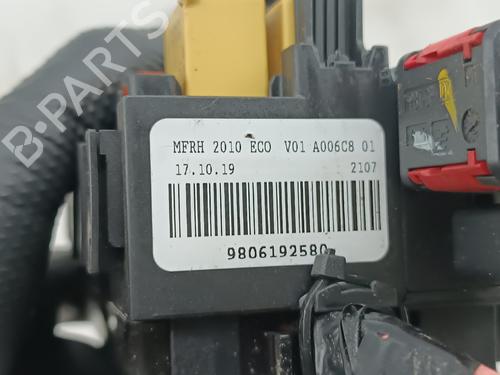 MFRH 2010 ECO V01 A006C8 01
17.10.19 2107
9806192580
B-PARTS